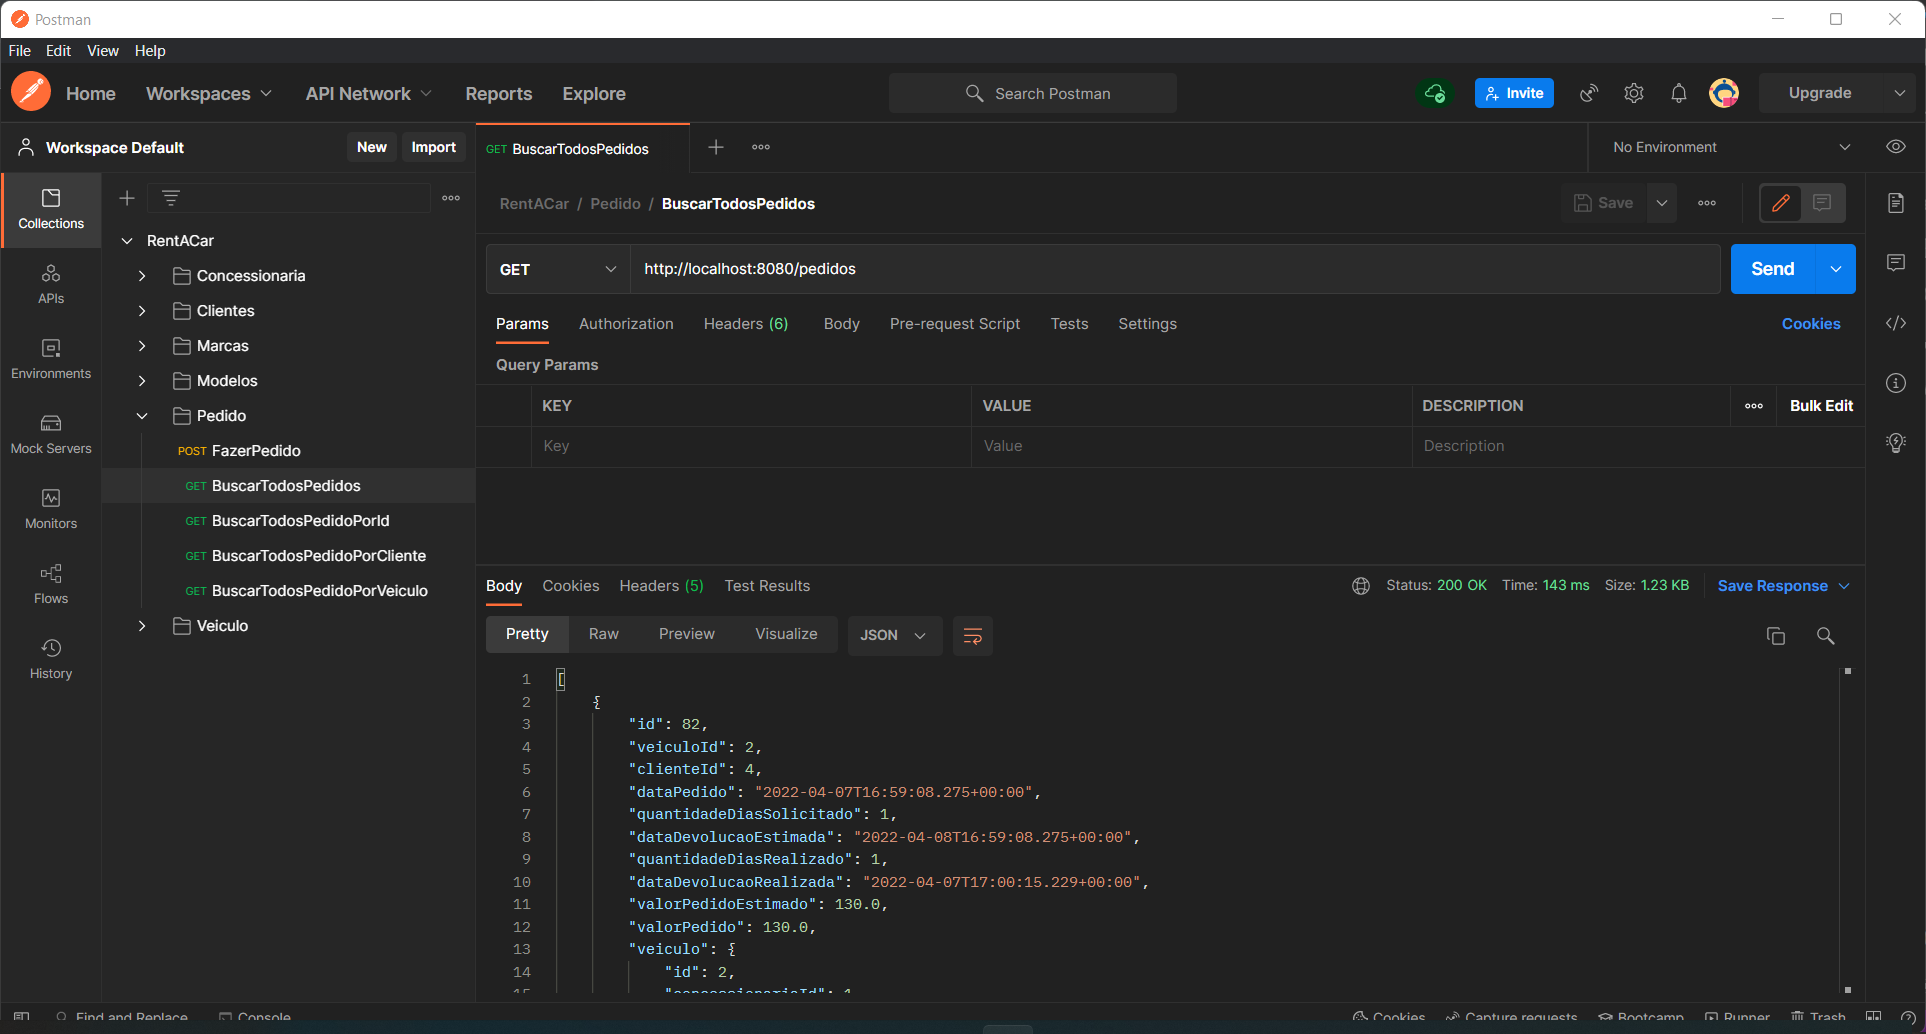 Postman
File Edit View Help
Home Workspaces API Network Reports Explore Search Postman Invite Upgrade
Workspace Default New Import GET BuscarTodosPedidos No Environment
Collections
APIs
Environments
Mock Servers
Monitors
Flows
History
RentACar
Concessionaria
Clientes
Marcas
Modelos
Pedido
POST FazerPedido
GET BuscarTodosPedidos
GET BuscarTodosPedidoPorId
GET BuscarTodosPedidoPorCliente
GET BuscarTodosPedidoPorVeiculo
Veiculo
RentACar / Pedido / BuscarTodosPedidos Save
GET http://localhost:8080/pedidos Send
Params Authorization Headers (6) Body Pre-request Script Tests Settings Cookies
Query Params
KEY VALUE DESCRIPTION Bulk Edit
Key Value Description
Body Cookies Headers (5) Test Results Status: 200 OK Time: 143 ms Size: 1.23 KB Save Response
Pretty Raw Preview Visualize JSON
1 [
2 {
3 "id": 82,
4 "veiculoId": 2,
5 "clienteId": 4,
6 "dataPedido": "2022-04-07T16:59:08.275+00:00",
7 "quantidadeDiasSolicitado": 1,
8 "dataDevolucaoEstimada": "2022-04-08T16:59:08.275+00:00",
9 "quantidadeDiasRealizado": 1,
10 "dataDevolucaoRealizada": "2022-04-07T17:00:15.229+00:00",
11 "valorPedidoEstimado": 130.0,
12 "valorPedido": 130.0,
13 "veiculo": {
14 "id": 2,
15 "concessionariaId": 1
Find and Replace Console Cookies Capture requests Bootcamp Runner Trash